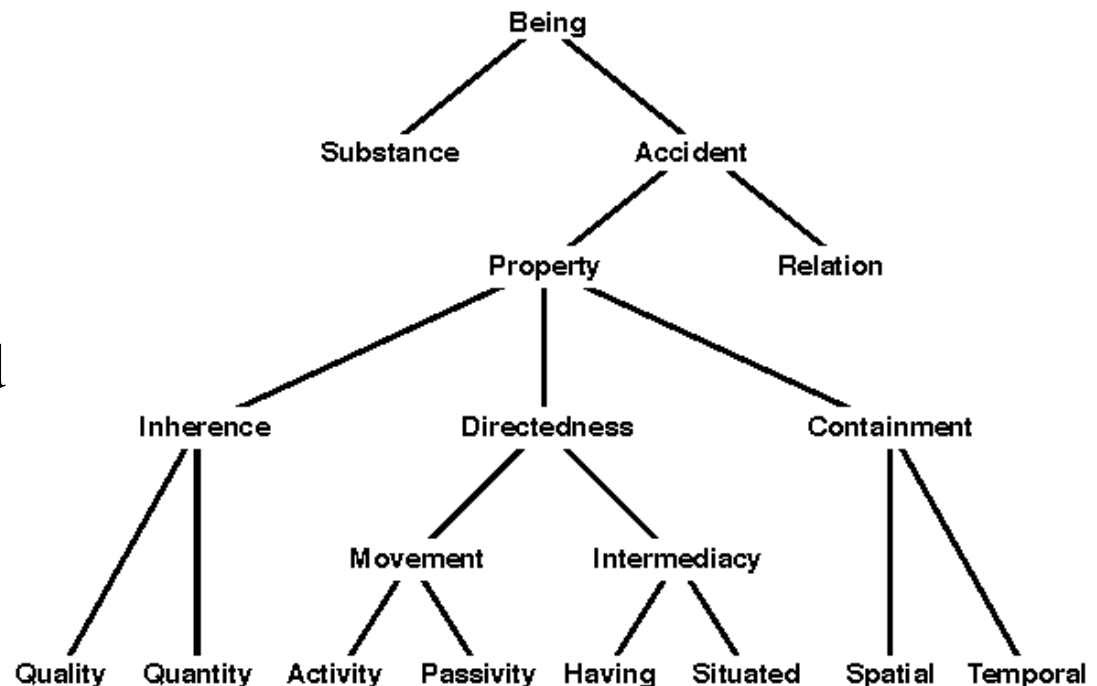 Being
Substance Accident
Property Relation
Inherence Directedness Containment
Movement Intermediacy
Quality Quantity Activity Passivity Having Situated Spatial Temporal